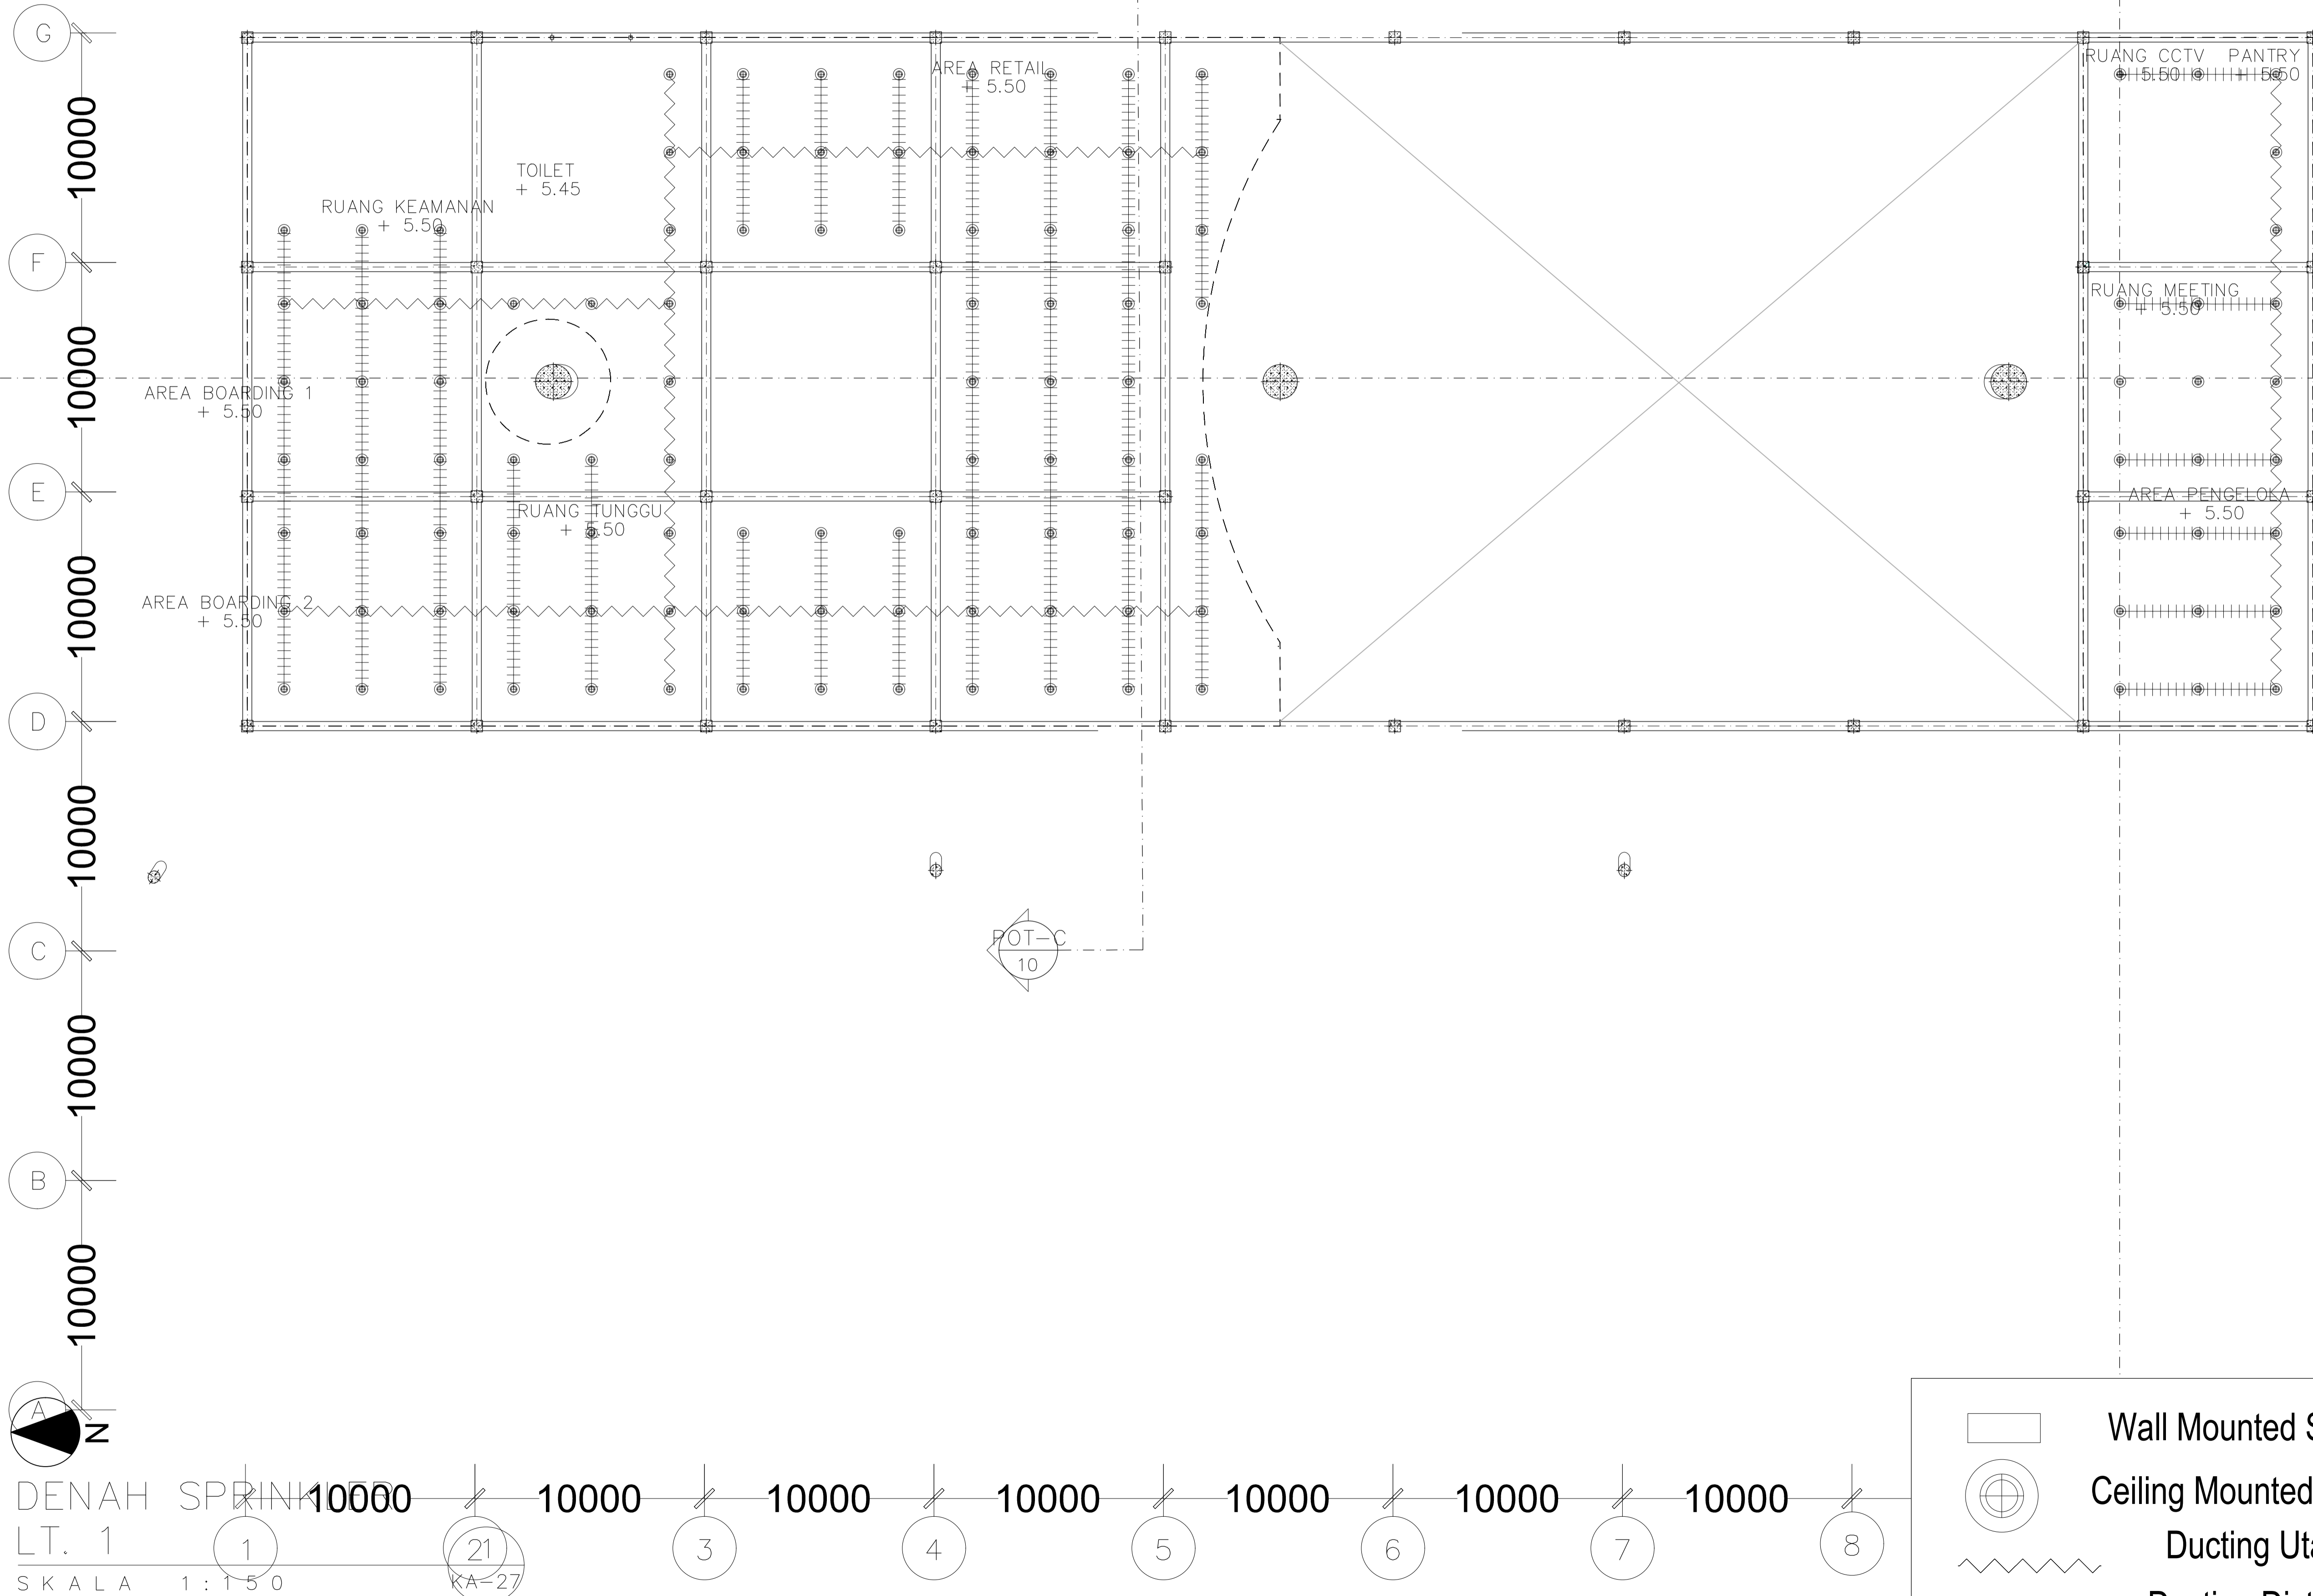 G
AREA RETAIL
+ 5.50
RUANG CCTV
5.50
PANTRY
+ 5.50
10000
TOILET
+ 5.45
RUANG KEAMANAN
+ 5.50
F
RUANG MEETING
+ 5.50
10000
AREA BOARDING 1
+ 5.50
E
AREA PENGELOLA
+ 5.50
RUANG TUNGGU
+ 5.50
10000
AREA BOARDING 2
+ 5.50
D
10000
C
POT-C
10
10000
B
10000
A
N
Wall Mounted S
Ceiling Mounted
Ducting Uta
DENAH SPRINKLER
LT. 1
SKALA 1:150
21
KA-27
10000 10000 10000 10000 10000 10000 10000
1 3 4 5 6 7 8